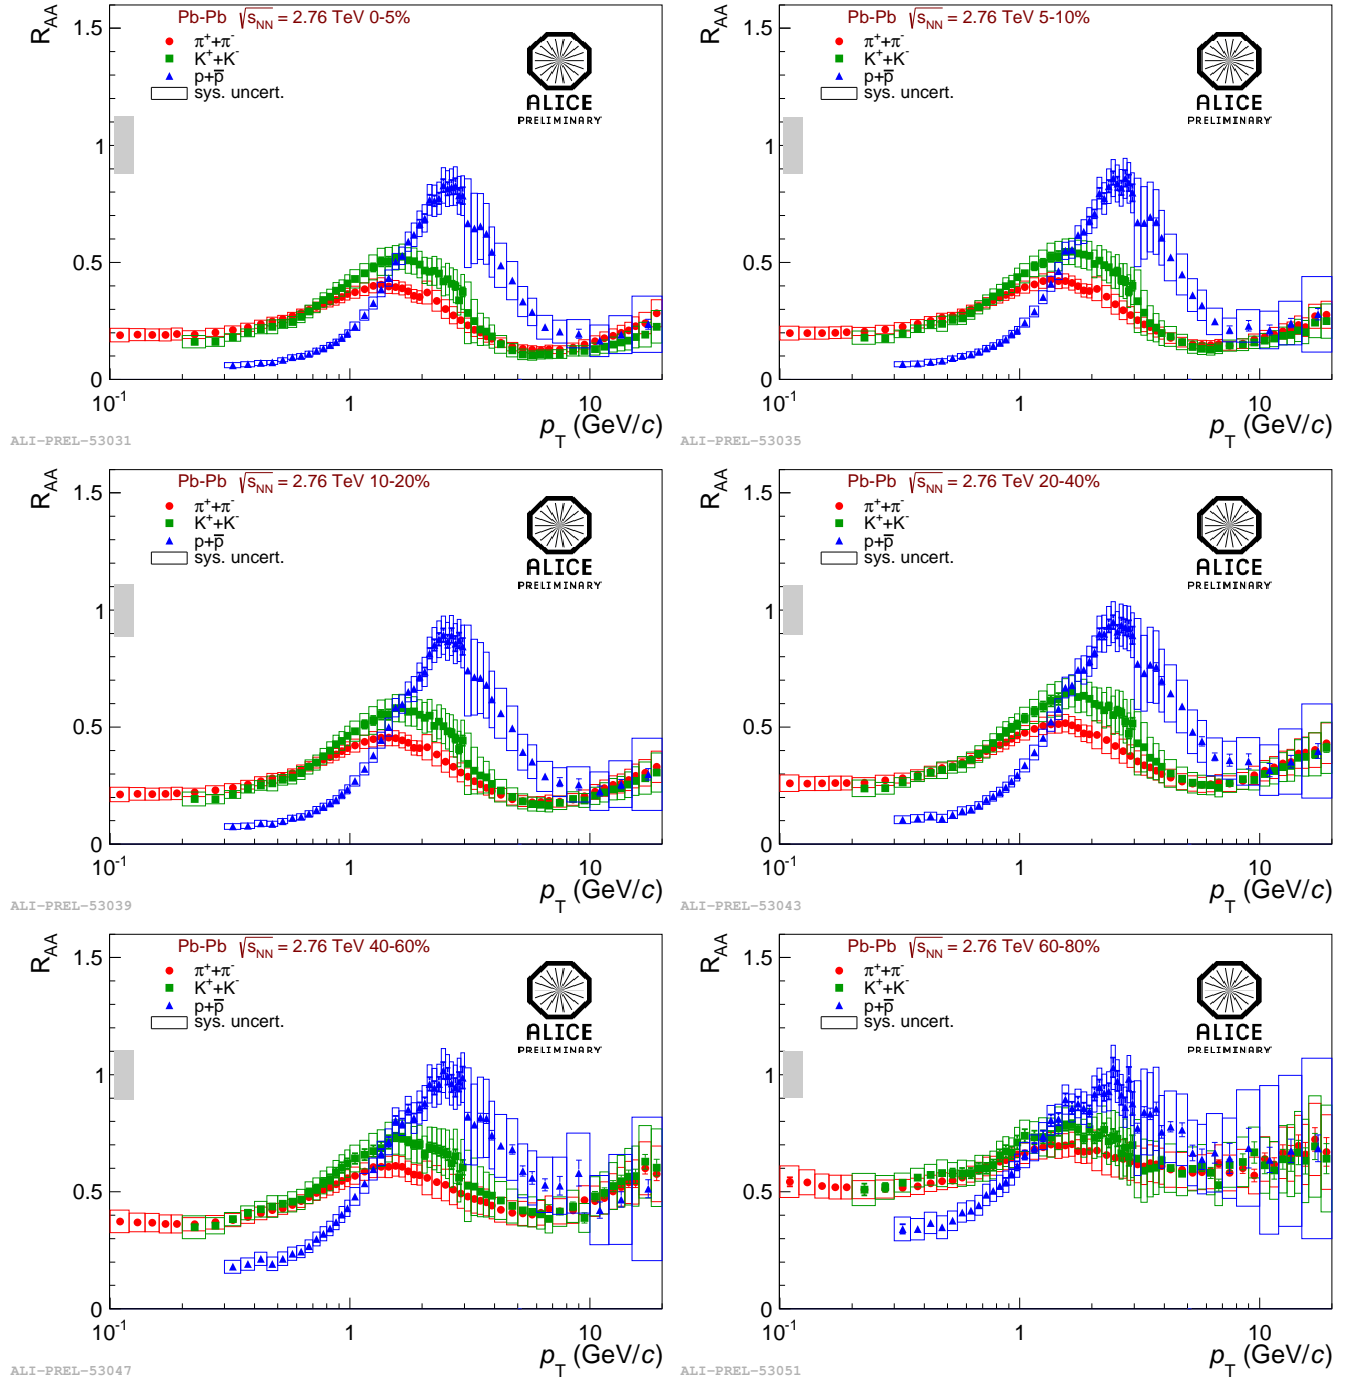 Pb-Pb √sNN = 2.76 TeV 0-5%
π⁺+π⁻
K⁺+K⁻
p+p̅
sys. uncert.
ALICE
PRELIMINARY
RAA
1.5
1
0.5
0
10⁻¹ 1 10
pT (GeV/c)
ALI-PREL-53031
Pb-Pb √sNN = 2.76 TeV 5-10%
π⁺+π⁻
K⁺+K⁻
p+p̅
sys. uncert.
ALICE
PRELIMINARY
RAA
1.5
1
0.5
0
10⁻¹ 1 10
pT (GeV/c)
ALI-PREL-53035
Pb-Pb √sNN = 2.76 TeV 10-20%
π⁺+π⁻
K⁺+K⁻
p+p̅
sys. uncert.
ALICE
PRELIMINARY
RAA
1.5
1
0.5
0
10⁻¹ 1 10
pT (GeV/c)
ALI-PREL-53039
Pb-Pb √sNN = 2.76 TeV 20-40%
π⁺+π⁻
K⁺+K⁻
p+p̅
sys. uncert.
ALICE
PRELIMINARY
RAA
1.5
1
0.5
0
10⁻¹ 1 10
pT (GeV/c)
ALI-PREL-53043
Pb-Pb √sNN = 2.76 TeV 40-60%
π⁺+π⁻
K⁺+K⁻
p+p̅
sys. uncert.
ALICE
PRELIMINARY
RAA
1.5
1
0.5
0
10⁻¹ 1 10
pT (GeV/c)
ALI-PREL-53047
Pb-Pb √sNN = 2.76 TeV 60-80%
π⁺+π⁻
K⁺+K⁻
p+p̅
sys. uncert.
ALICE
PRELIMINARY
RAA
1.5
1
0.5
0
10⁻¹ 1 10
pT (GeV/c)
ALI-PREL-53051